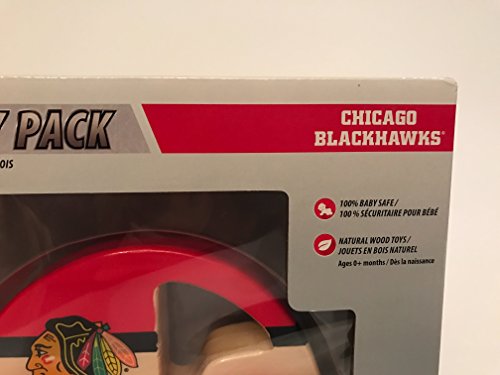 PACK
OIS
CHICAGO
BLACKHAWKS®
100% BABY SAFE /
100 % SÉCURITAIRE POUR BÉBÉ
NATURAL WOOD TOYS /
JOUETS EN BOIS NATUREL
Ages 0+ months / Dès la naissance